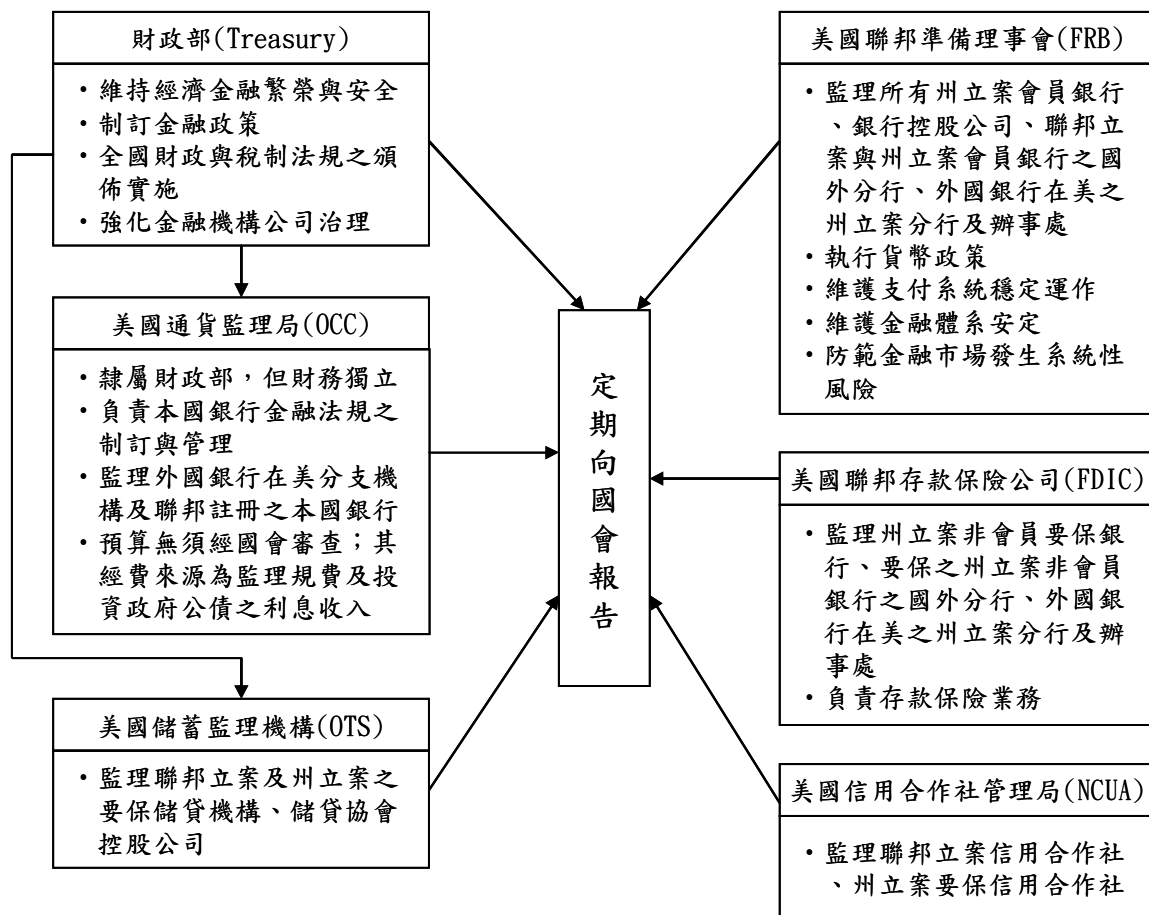 財政部(Treasury)
・維持經濟金融繁榮與安全
・制訂金融政策
・全國財政與稅制法規之頒
佈實施
・強化金融機構公司治理
美國通貨監理局(OCC)
・隸屬財政部，但財務獨立
・負責本國銀行金融法規之
制訂與管理
・監理外國銀行在美分支機
構及聯邦註冊之本國銀行
・預算無須經國會審查；其
經費來源為監理規費及投
資政府公債之利息收入
美國儲蓄監理機構(OTS)
・監理聯邦立案及州立案之
要保儲貸機構、儲貸協會
控股公司
定
期
向
國
會
報
告
美國聯邦準備理事會(FRB)
・監理所有州立案會員銀行
、銀行控股公司、聯邦立
案與州立案會員銀行之國
外分行、外國銀行在美之
州立案分行及辦事處
・執行貨幣政策
・維護支付系統穩定運作
・維護金融體系安定
・防範金融市場發生系統性
風險
美國聯邦存款保險公司(FDIC)
・監理州立案非會員要保銀
行、要保之州立案非會員
銀行之國外分行、外國銀
行在美之州立案分行及辦
事處
・負責存款保險業務
美國信用合作社管理局(NCUA)
・監理聯邦立案信用合作社
、州立案要保信用合作社